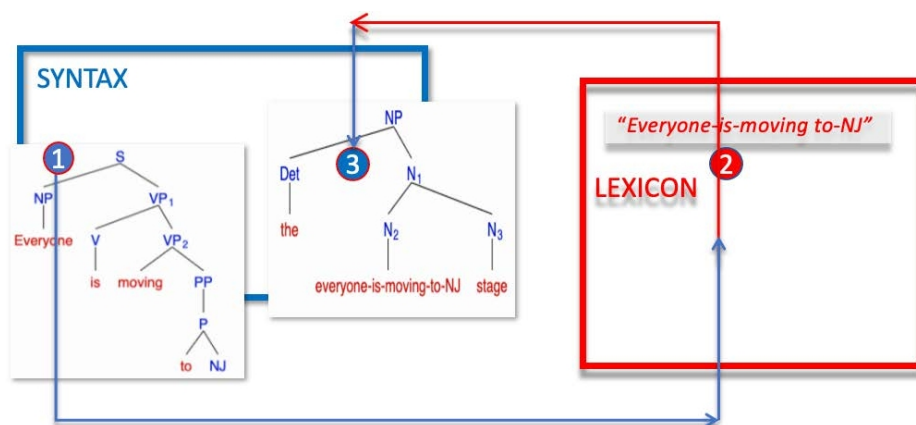 SYNTAX
1
S
NP VP1
Everyone V VP2
is moving PP
P
to NJ
NP
3
Det N1
the N2 N3
everyone-is-moving-to-NJ stage
“Everyone-is-moving to-NJ”
2
LEXICON